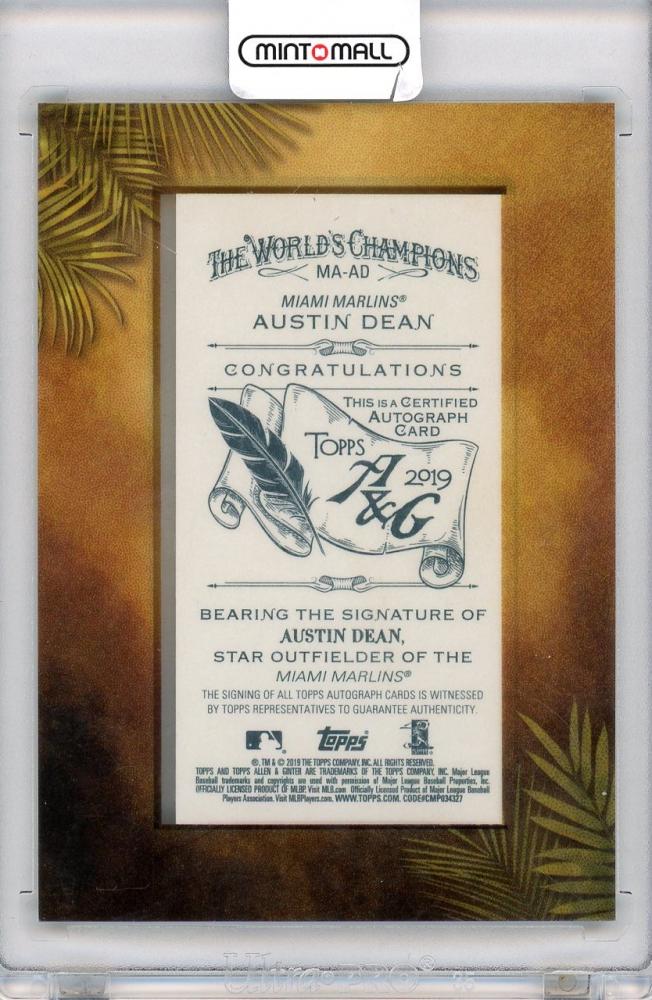 MINTMALL
THE WORLD'S CHAMPIONS
MA-AD
MIAMI MARLINS®
AUSTIN DEAN
CONGRATULATIONS
THIS IS A CERTIFIED
AUTOGRAPH
CARD
TOPPS
A 2019
&G
BEARING THE SIGNATURE OF
AUSTIN DEAN,
STAR OUTFIELDER OF THE
MIAMI MARLINS®
THE SIGNING OF ALL TOPPS AUTOGRAPH CARDS IS WITNESSED
BY TOPPS REPRESENTATIVES TO GUARANTEE AUTHENTICITY.
topps
®, TM & © 2019 THE TOPPS COMPANY, INC. ALL RIGHTS RESERVED.
TOPPS AND TOPPS ALLEN & GINTER ARE TRADEMARKS OF THE TOPPS COMPANY, INC. Major League
Baseball trademarks and copyrights are used with permission of Major League Baseball Properties, Inc.
OFFICIALLY LICENSED PRODUCT OF MLBP. Visit MLB.com Officially Licensed Product of Major League Baseball
Players Association. Visit MLBPlayers.com. WWW.TOPPS.COM. CODE#CMP034327
Ultra·PRO®